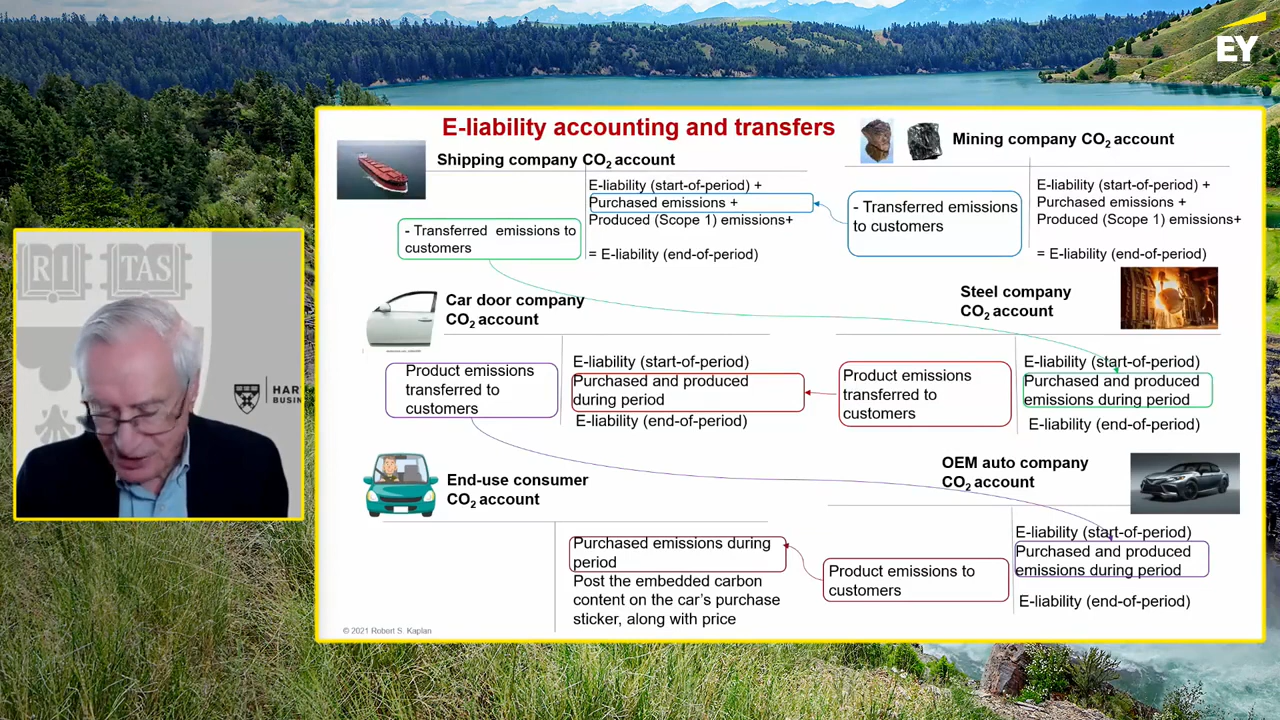 EY
E-liability accounting and transfers
Shipping company CO2 account
E-liability (start-of-period) +
Purchased emissions +
Produced (Scope 1) emissions+
- Transferred emissions to
customers
= E-liability (end-of-period)
Mining company CO2 account
- Transferred emissions
to customers
E-liability (start-of-period) +
Purchased emissions +
Produced (Scope 1) emissions+
= E-liability (end-of-period)
Car door company
CO2 account
Product emissions
transferred to
customers
E-liability (start-of-period)
Purchased and produced
during period
E-liability (end-of-period)
Steel company
CO2 account
Product emissions
transferred to
customers
E-liability (start-of-period)
Purchased and produced
emissions during period
E-liability (end-of-period)
End-use consumer
CO2 account
Purchased emissions during
period
Post the embedded carbon
content on the car's purchase
sticker, along with price
OEM auto company
CO2 account
Product emissions to
customers
E-liability (start-of-period)
Purchased and produced
emissions during period
E-liability (end-of-period)
© 2021 Robert S. Kaplan
RI TAS
HAR
BUSIN